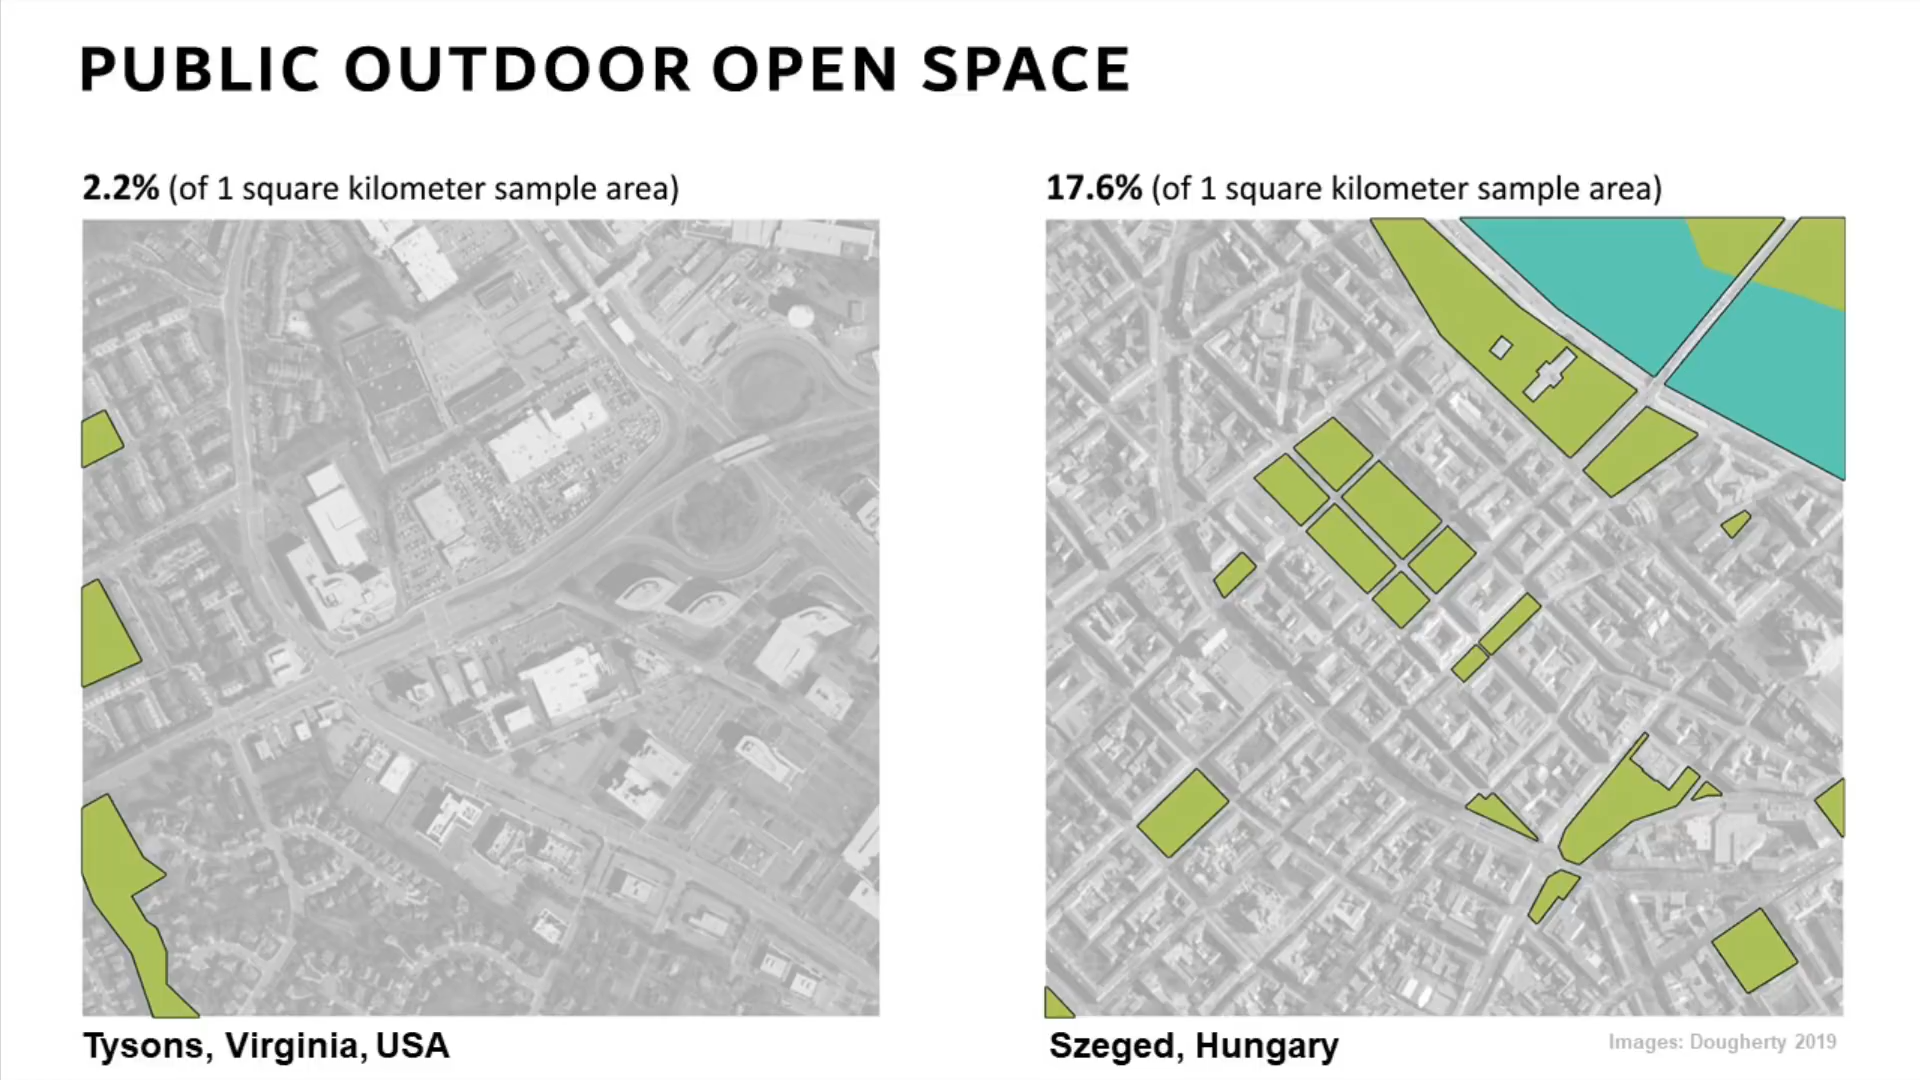 PUBLIC OUTDOOR OPEN SPACE
2.2% (of 1 square kilometer sample area)
17.6% (of 1 square kilometer sample area)
Tysons, Virginia, USA
Szeged, Hungary
Images: Dougherty 2019